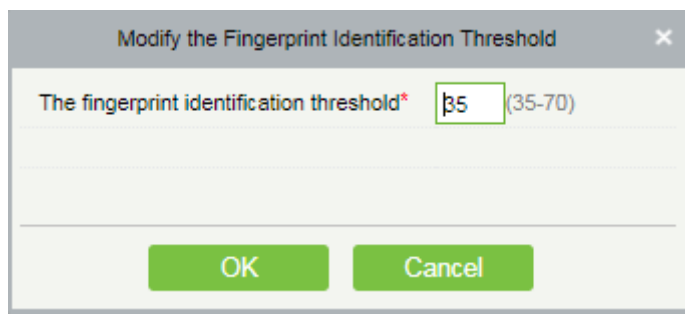 Modify the Fingerprint Identification Threshold ×
The fingerprint identification threshold* 35 (35-70)
OK Cancel